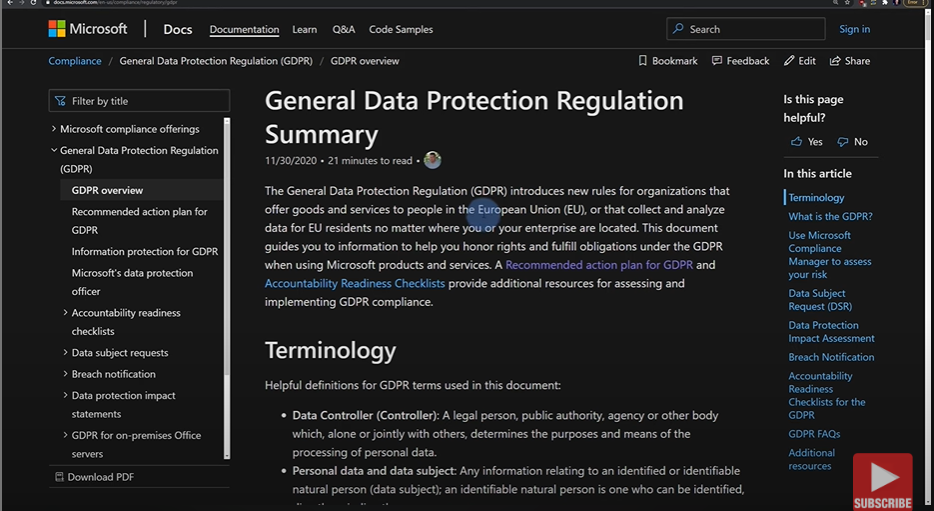 docs.microsoft.com/en-us/compliance/regulatory/gdpr
Error
Microsoft
Docs
Documentation
Learn
Q&A
Code Samples
Search
Sign in
Compliance / General Data Protection Regulation (GDPR) / GDPR overview
Bookmark
Feedback
Edit
Share
Filter by title
Microsoft compliance offerings
General Data Protection Regulation
(GDPR)
GDPR overview
Recommended action plan for
GDPR
Information protection for GDPR
Microsoft's data protection
officer
Accountability readiness
checklists
Data subject requests
Breach notification
Data protection impact
statements
GDPR for on-premises Office
servers
Download PDF
General Data Protection Regulation
Summary
11/30/2020 • 21 minutes to read •
The General Data Protection Regulation (GDPR) introduces new rules for organizations that
offer goods and services to people in the European Union (EU), or that collect and analyze
data for EU residents no matter where you or your enterprise are located. This document
guides you to information to help you honor rights and fulfill obligations under the GDPR
when using Microsoft products and services. A Recommended action plan for GDPR and
Accountability Readiness Checklists provide additional resources for assessing and
implementing GDPR compliance.
Terminology
Helpful definitions for GDPR terms used in this document:
• Data Controller (Controller): A legal person, public authority, agency or other body
which, alone or jointly with others, determines the purposes and means of the
processing of personal data.
• Personal data and data subject: Any information relating to an identified or identifiable
natural person (data subject); an identifiable natural person is one who can be identified,
Is this page
helpful?
Yes
No
In this article
Terminology
What is the GDPR?
Use Microsoft
Compliance
Manager to assess
your risk
Data Subject
Request (DSR)
Data Protection
Impact Assessment
Breach Notification
Accountability
Readiness
Checklists for the
GDPR
GDPR FAQs
Additional
resources
SUBSCRIBE